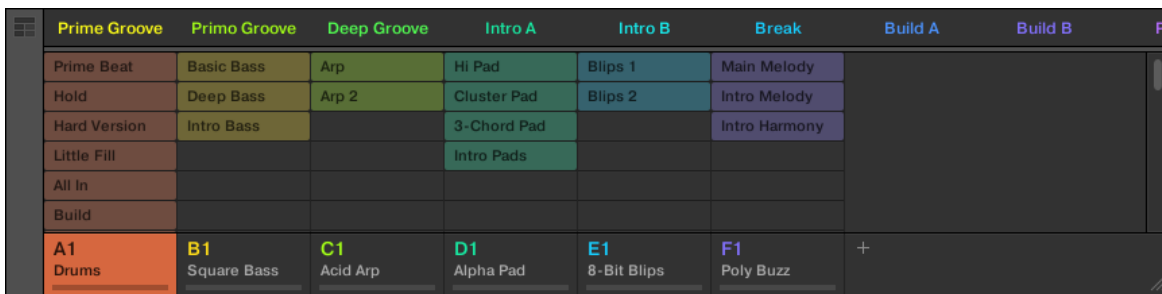 Prime Groove Primo Groove Deep Groove Intro A Intro B Break Build A Build B
Prime Beat Basic Bass Arp Hi Pad Blips 1 Main Melody
Hold Deep Bass Arp 2 Cluster Pad Blips 2 Intro Melody
Hard Version Intro Bass 3-Chord Pad Intro Harmony
Little Fill Intro Pads
All In
Build
A1 B1 C1 D1 E1 F1 +
Drums Square Bass Acid Arp Alpha Pad 8-Bit Blips Poly Buzz